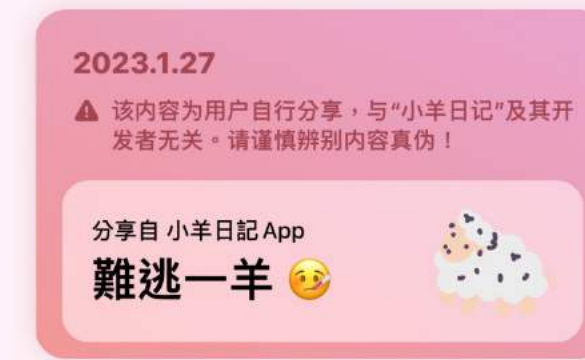 2023.1.27
该内容为用户自行分享，与“小羊日记”及其开
发者无关。请谨慎辨别内容真伪！
分享自 小羊日記 App
難逃一羊 🤒